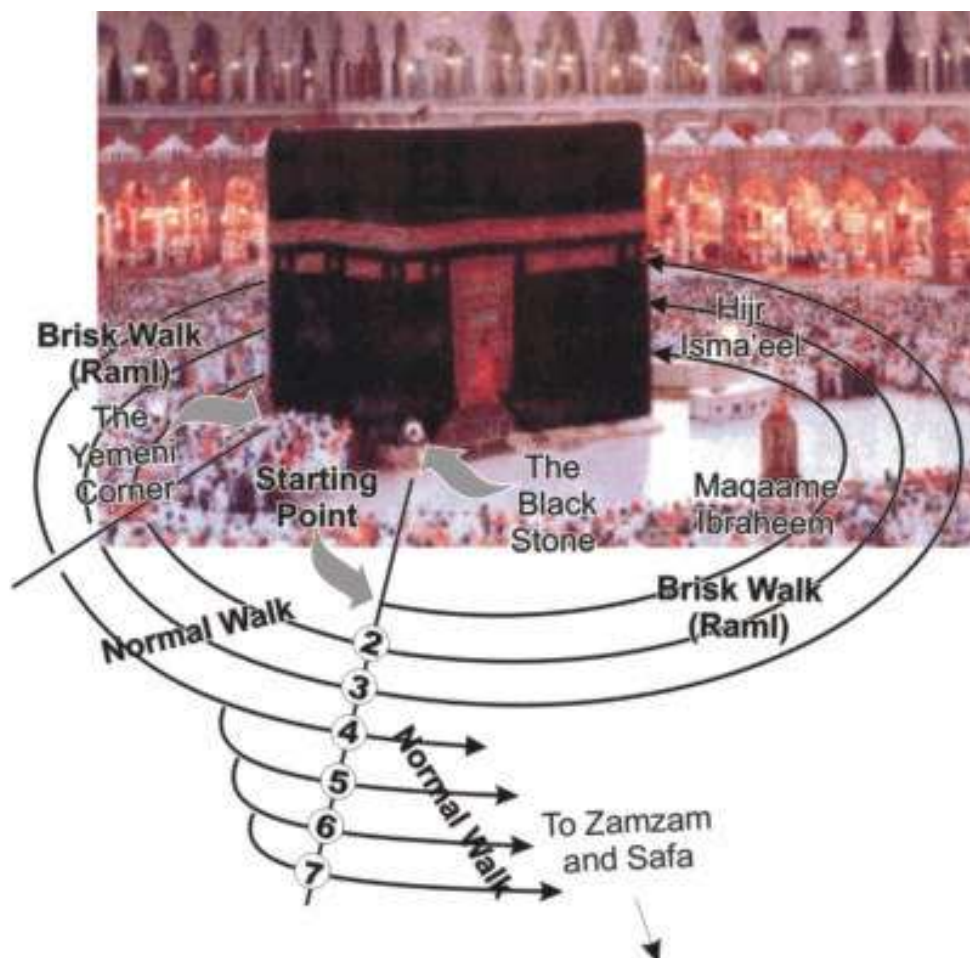 Brisk Walk
(Raml)
The
Yemeni
Corner
Starting
Point
Hijr
Isma'eel
The
Black
Stone
Maqaame
Ibraheem
Brisk Walk
(Raml)
Normal Walk
2
3
4
5
6
7
Normal Walk
To Zamzam
and Safa